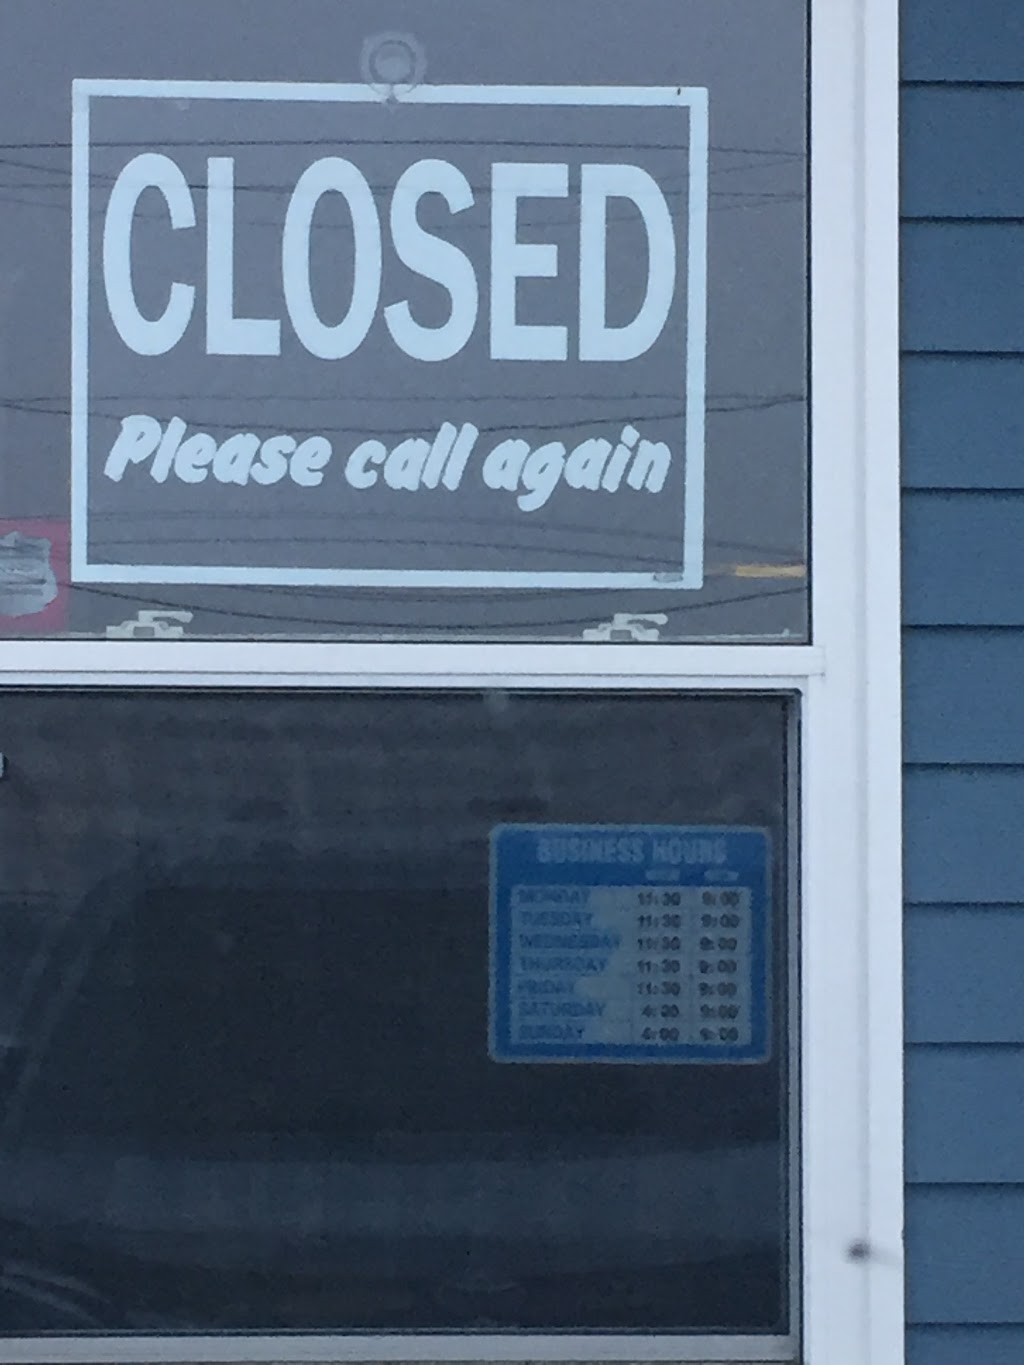 CLOSED
Please call again
BUSINESS HOURS
MONDAY 11:30 9:00
TUESDAY 11:30 9:00
WEDNESDAY 11:30 9:00
THURSDAY 11:30 9:00
FRIDAY 11:30 9:00
SATURDAY 4:00 9:00
SUNDAY 4:00 9:00